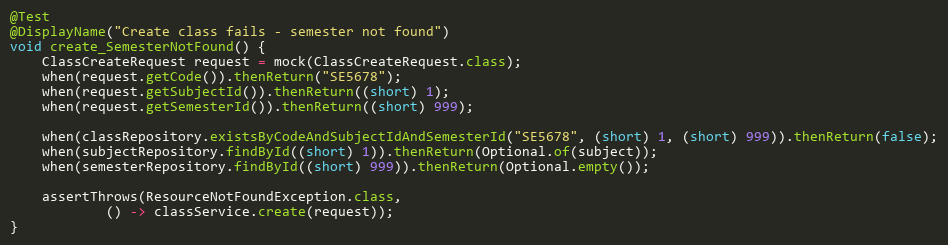 @Test
@DisplayName("Create class fails - semester not found")
void create_SemesterNotFound() {
    ClassCreateRequest request = mock(ClassCreateRequest.class);
    when(request.getCode()).thenReturn("SE5678");
    when(request.getSubjectId()).thenReturn((short) 1);
    when(request.getSemesterId()).thenReturn((short) 999);

    when(classRepository.existsByCodeAndSubjectIdAndSemesterId("SE5678", (short) 1, (short) 999)).thenReturn(false);
    when(subjectRepository.findById((short) 1)).thenReturn(Optional.of(subject));
    when(semesterRepository.findById((short) 999)).thenReturn(Optional.empty());

    assertThrows(ResourceNotFoundException.class,
            () -> classService.create(request));
}